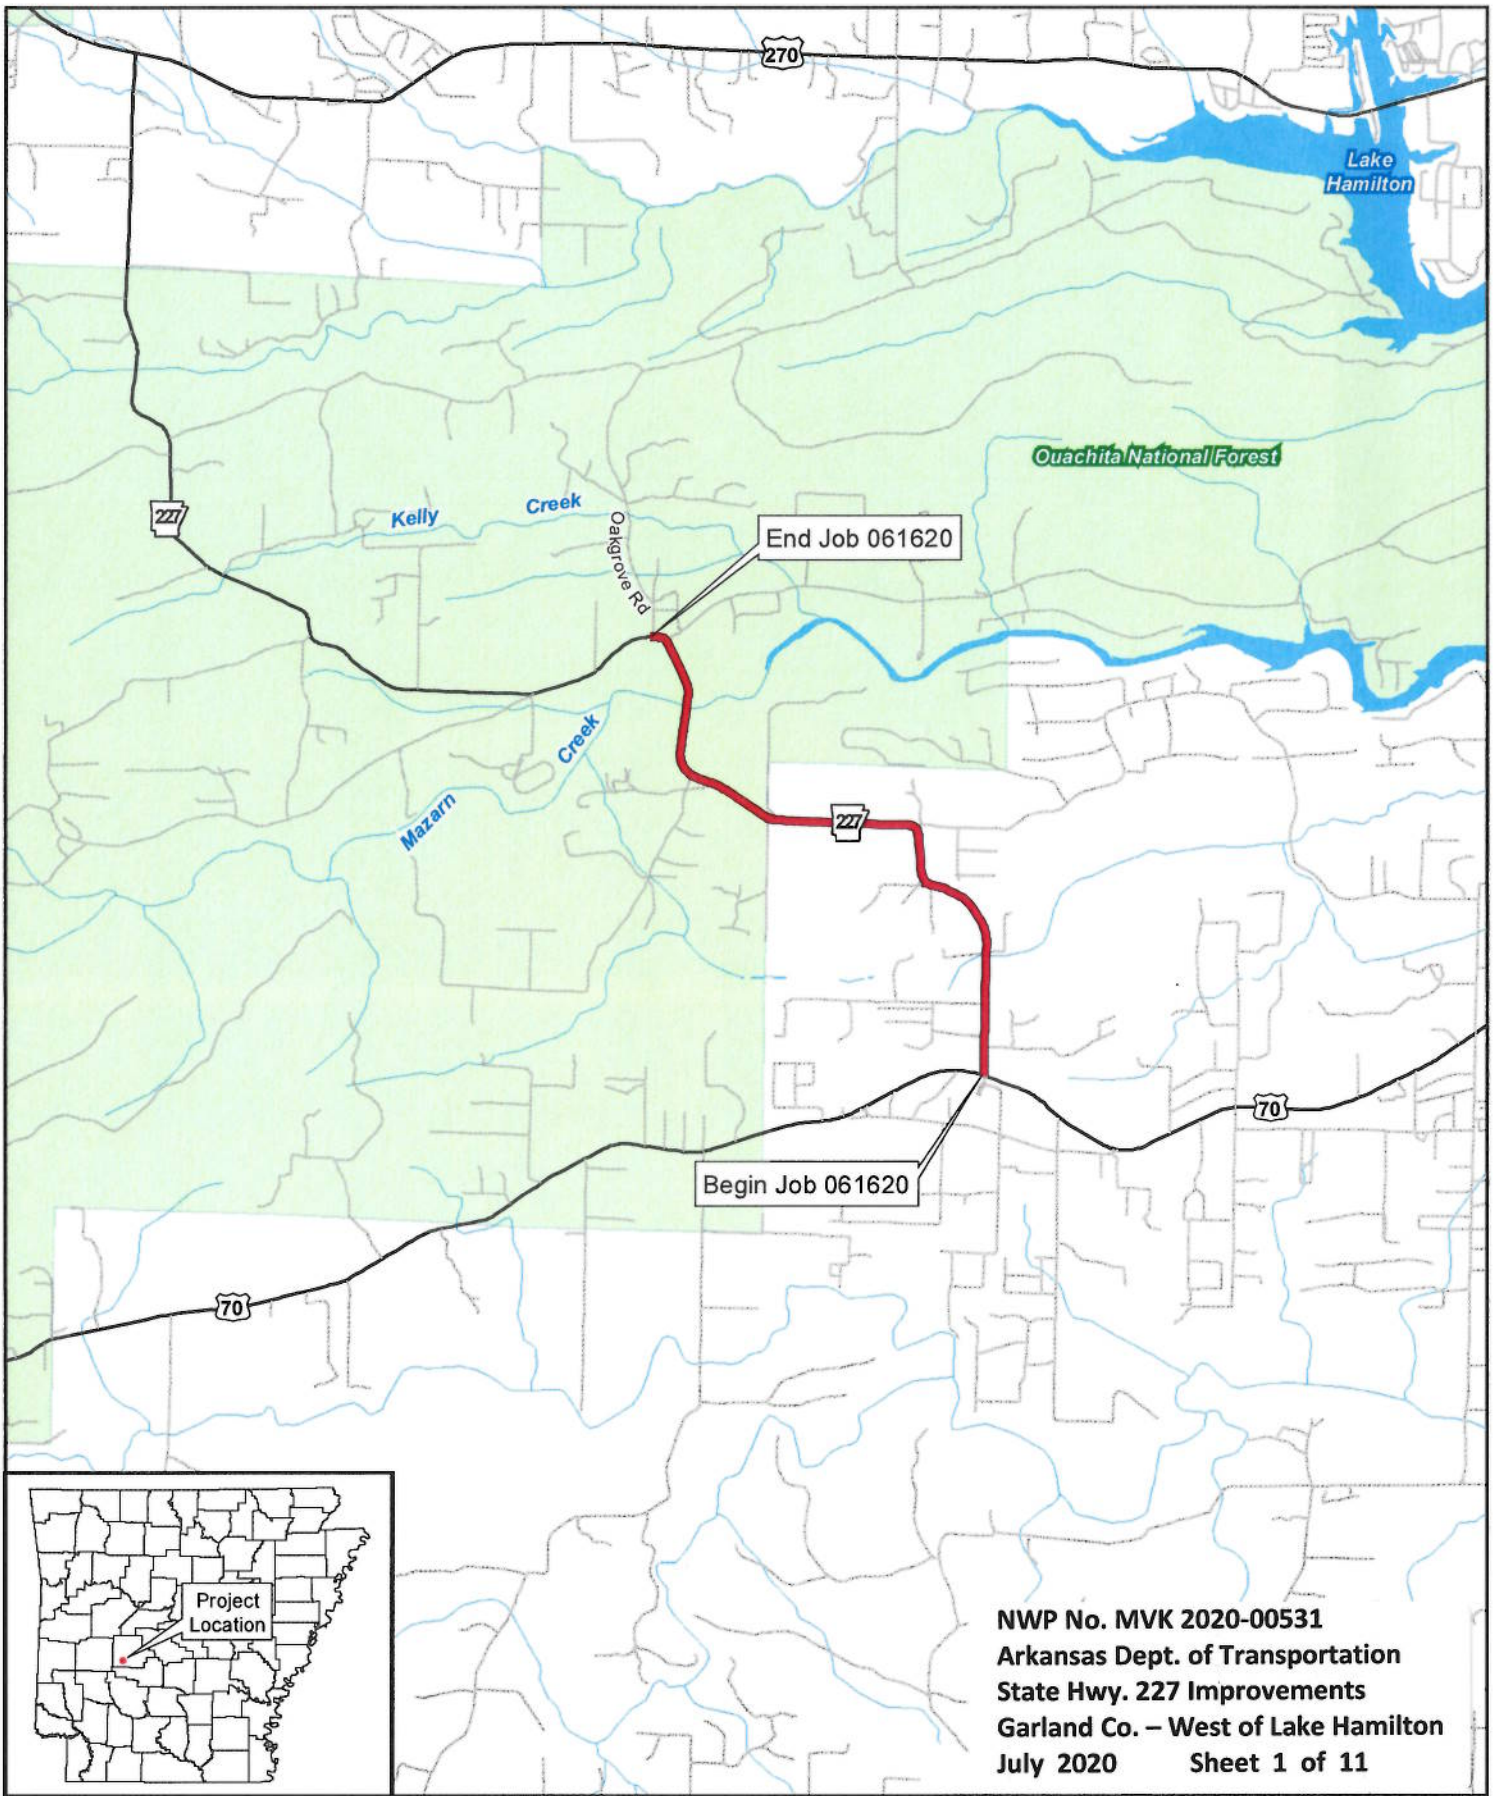 270
Lake
Hamilton
Ouachita National Forest
227
Kelly Creek
Oakgrove Rd
End Job 061620
Mazarn Creek
227
70
Begin Job 061620
70
Project
Location
NWP No. MVK 2020-00531
Arkansas Dept. of Transportation
State Hwy. 227 Improvements
Garland Co. – West of Lake Hamilton
July 2020 Sheet 1 of 11